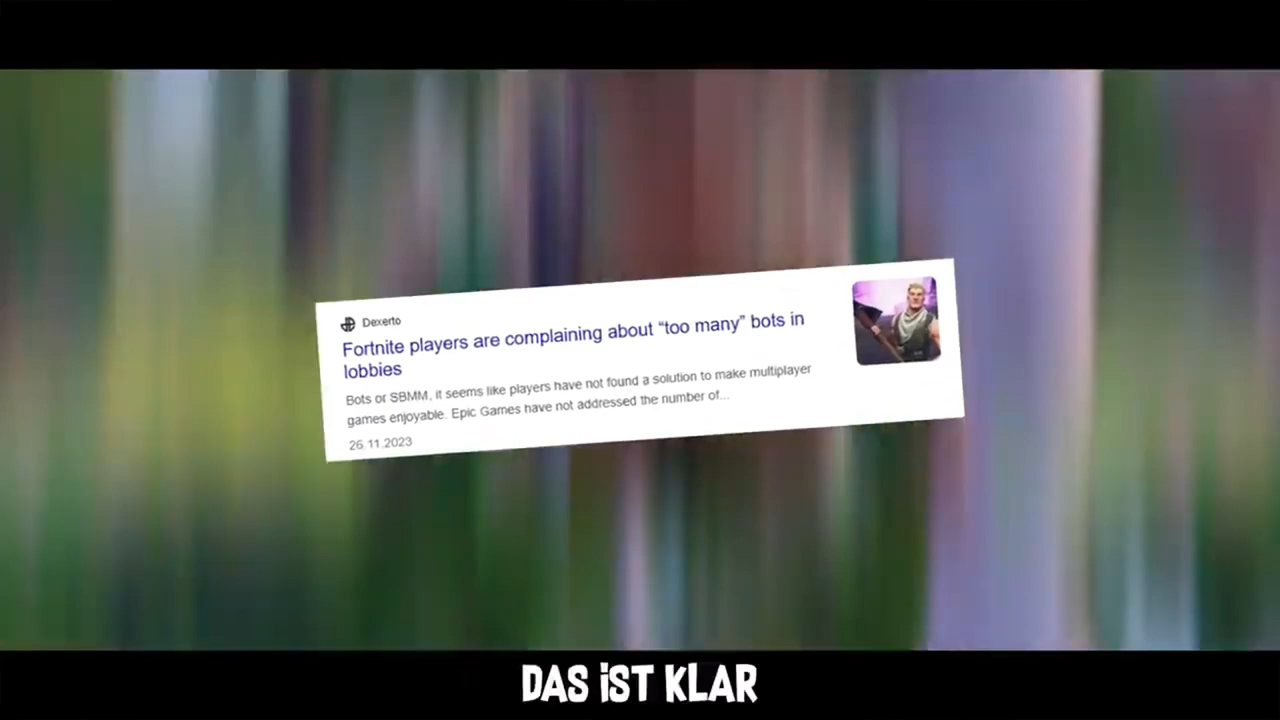 Dexerto
Fortnite players are complaining about “too many” bots in
lobbies
Bots or SBMM, it seems like players have not found a solution to make multiplayer
games enjoyable. Epic Games have not addressed the number of...
26.11.2023
DAS iST KLAR